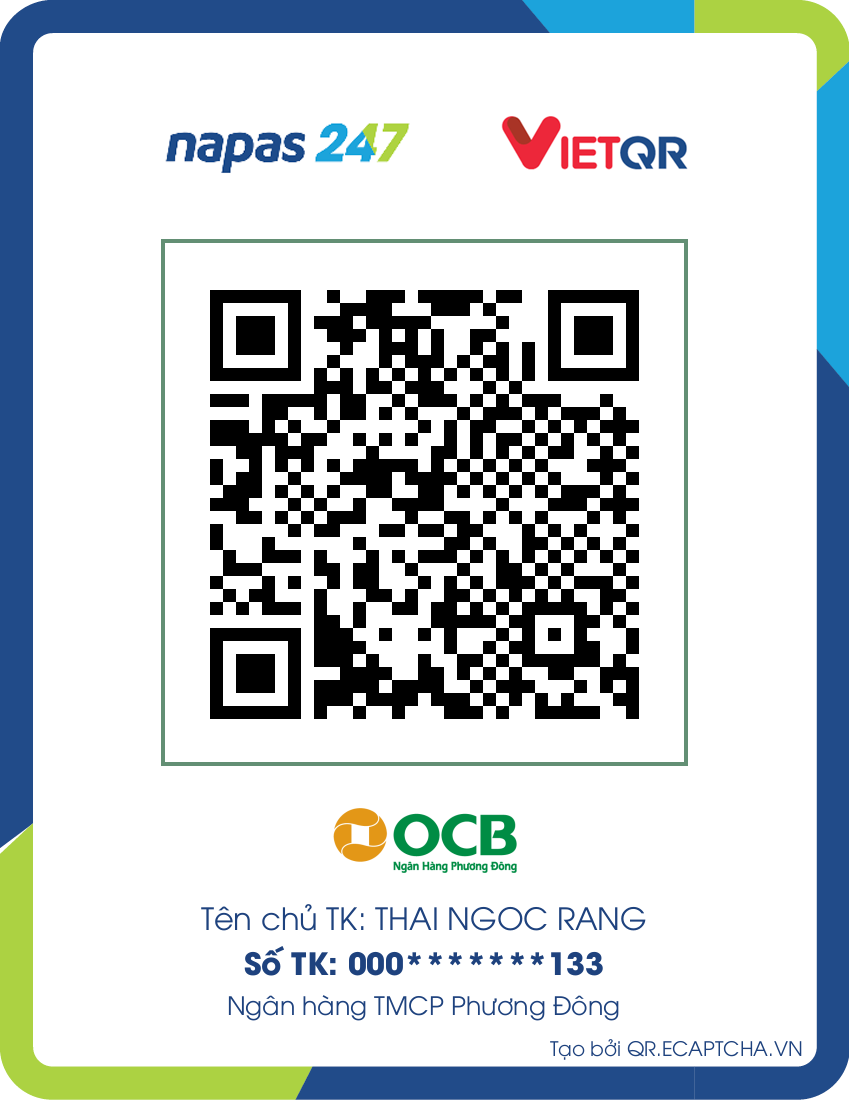 napas 247
VIETQR
OCB
Ngân Hàng Phương Đông
Tên chủ TK: THAI NGOC RANG
Số TK: 000*******133
Ngân hàng TMCP Phương Đông
Tạo bởi QR.ECAPTCHA.VN